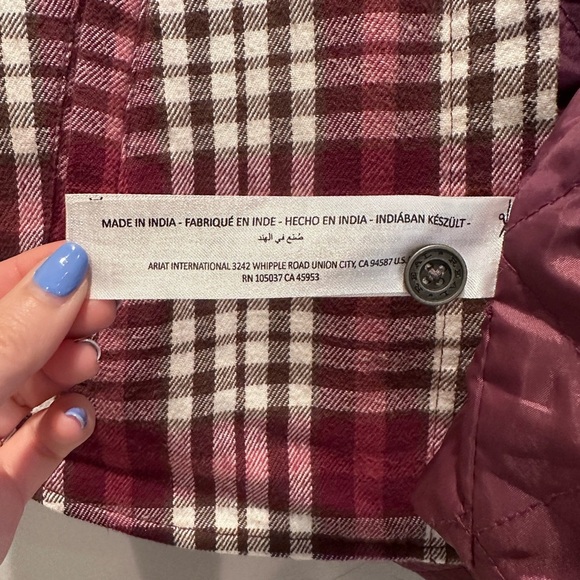 MADE IN INDIA - FABRIQUÉ EN INDE - HECHO EN INDIA - INDIÁBAN KÉSZÜLT -
صُنع في الهند
ARIAT INTERNATIONAL 3242 WHIPPLE ROAD UNION CITY, CA 94587 U.S.
RN 105037 CA 45953